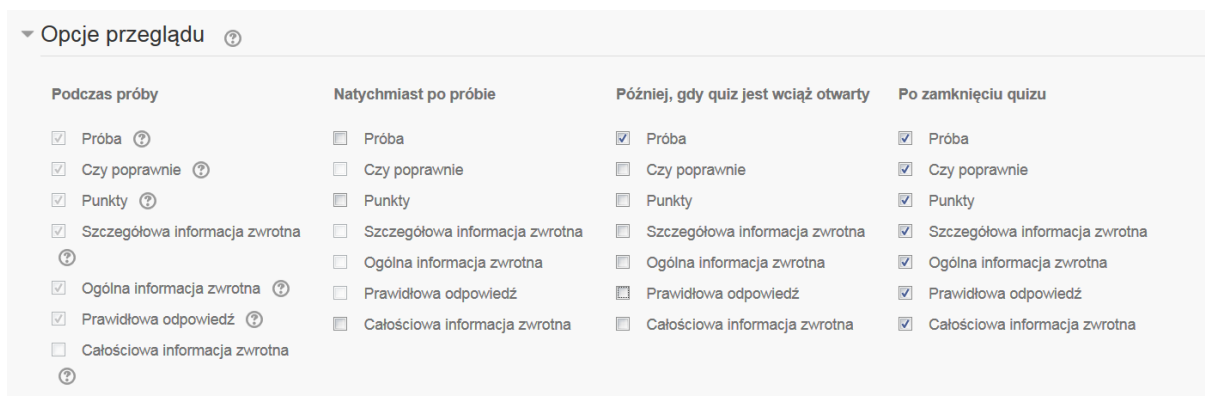 Opcje przeglądu ?
Podczas próby
Próba ?
Czy poprawnie ?
Punkty ?
Szczegółowa informacja zwrotna
?
Ogólna informacja zwrotna ?
Prawidłowa odpowiedź ?
Całościowa informacja zwrotna
?
Natychmiast po próbie
Próba
Czy poprawnie
Punkty
Szczegółowa informacja zwrotna
Ogólna informacja zwrotna
Prawidłowa odpowiedź
Całościowa informacja zwrotna
Później, gdy quiz jest wciąż otwarty
Próba
Czy poprawnie
Punkty
Szczegółowa informacja zwrotna
Ogólna informacja zwrotna
Prawidłowa odpowiedź
Całościowa informacja zwrotna
Po zamknięciu quizu
Próba
Czy poprawnie
Punkty
Szczegółowa informacja zwrotna
Ogólna informacja zwrotna
Prawidłowa odpowiedź
Całościowa informacja zwrotna